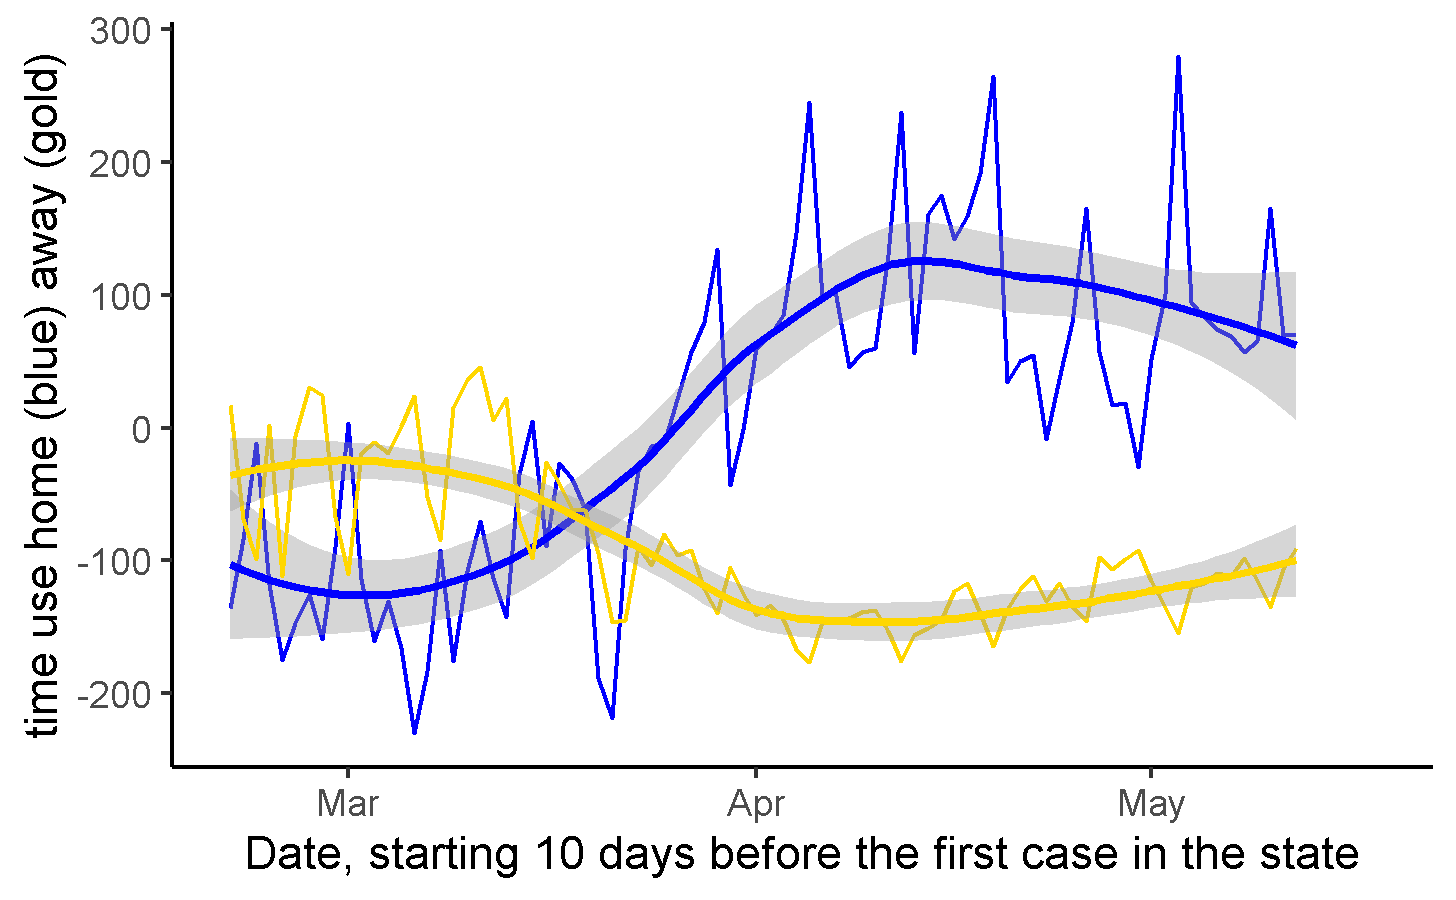 time use home (blue) away (gold)
300
200
100
0
-100
-200
Mar Apr May
Date, starting 10 days before the first case in the state